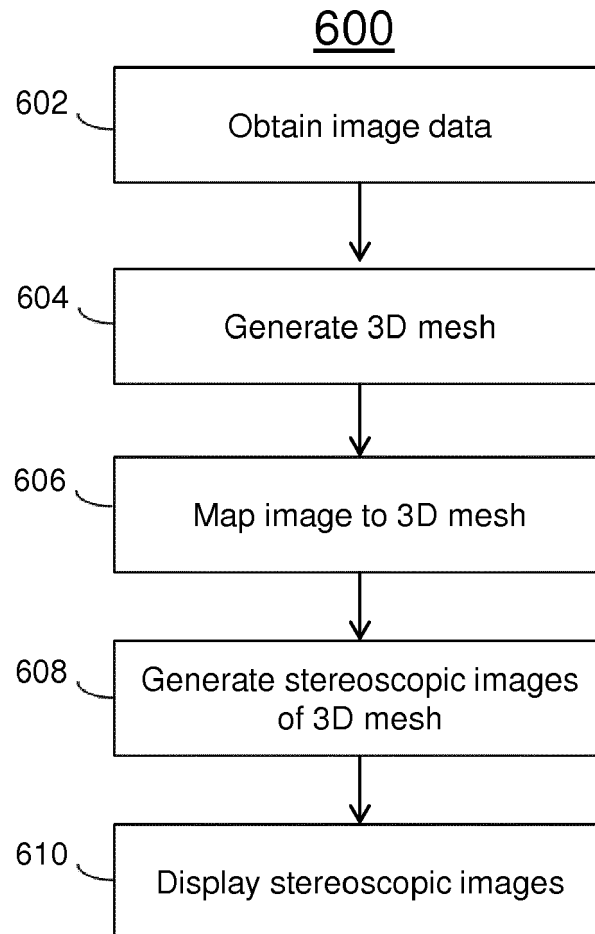 600
602
Obtain image data
604
Generate 3D mesh
606
Map image to 3D mesh
608
Generate stereoscopic images
of 3D mesh
610
Display stereoscopic images